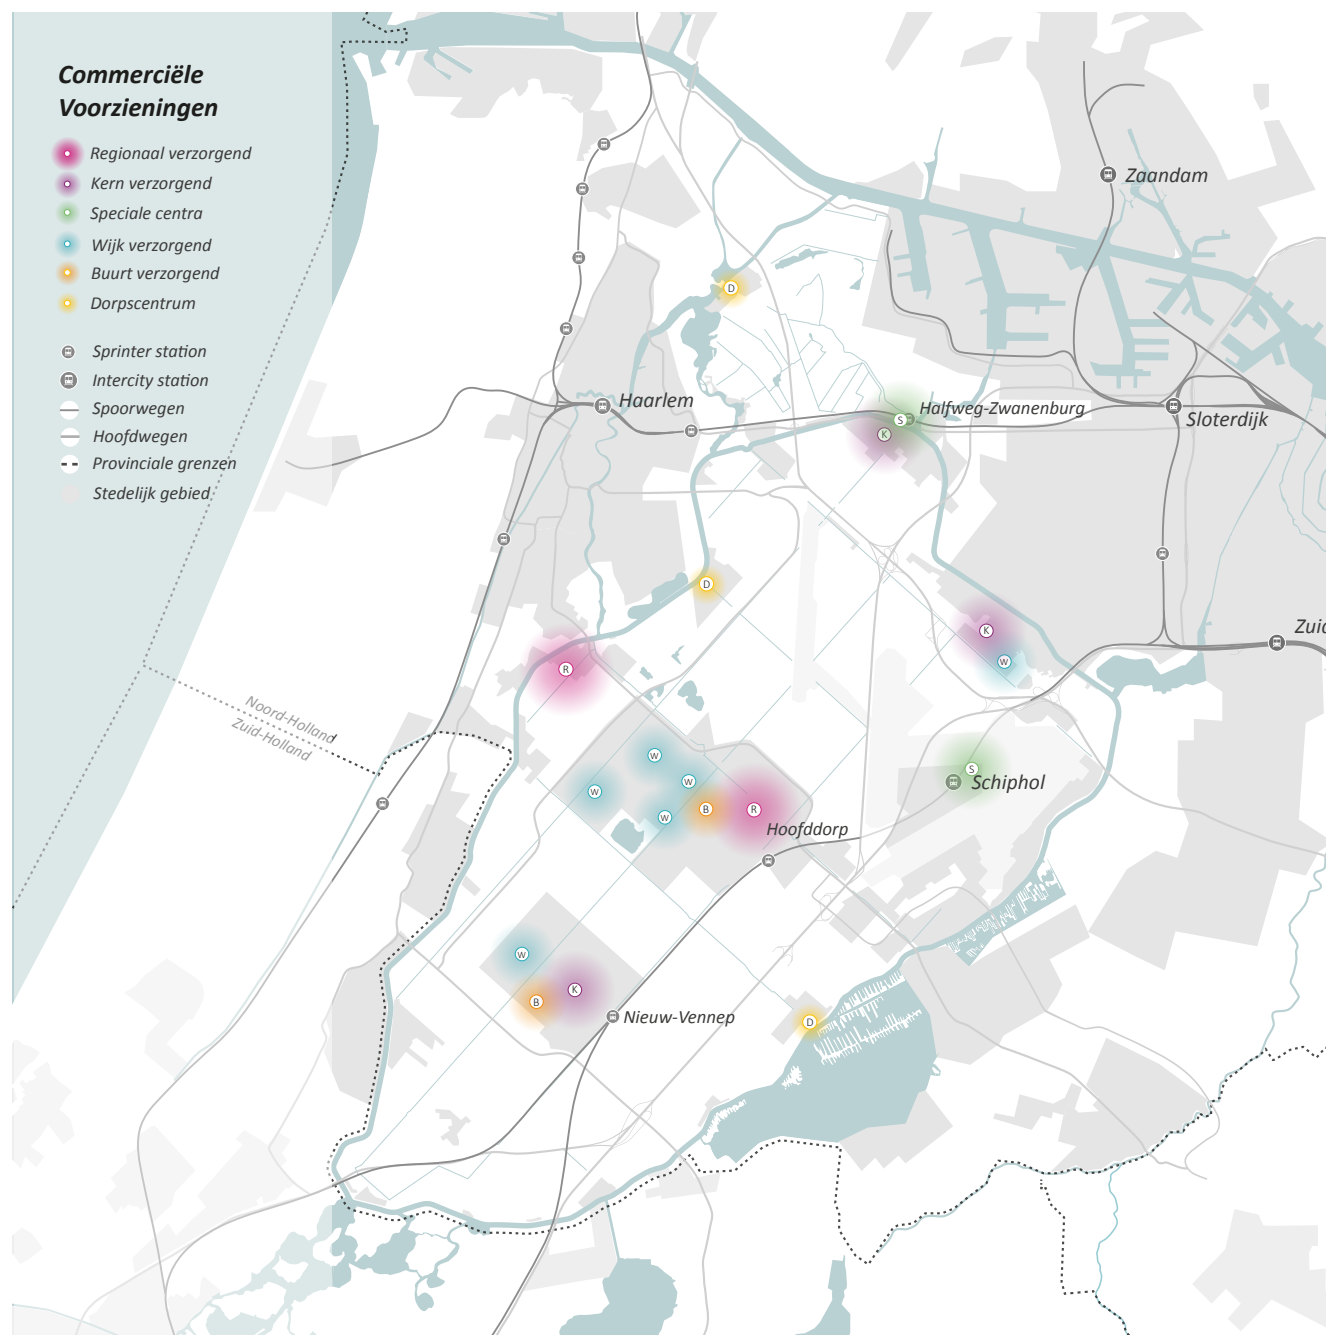 Commerciële
Voorzieningen
Regionaal verzorgend
Kern verzorgend
Speciale centra
Wijk verzorgend
Buurt verzorgend
Dorpscentrum
Sprinter station
Intercity station
Spoorwegen
Hoofdwegen
Provinciale grenzen
Stedelijk gebied
Zaandam
D
Haarlem
Halfweg-Zwanenburg
S
K
Sloterdijk
D
K
Zuid
W
R
Noord-Holland
Zuid-Holland
W
S
W
W
Schiphol
W
B
R
Hoofddorp
W
K
B
Nieuw-Vennep
D